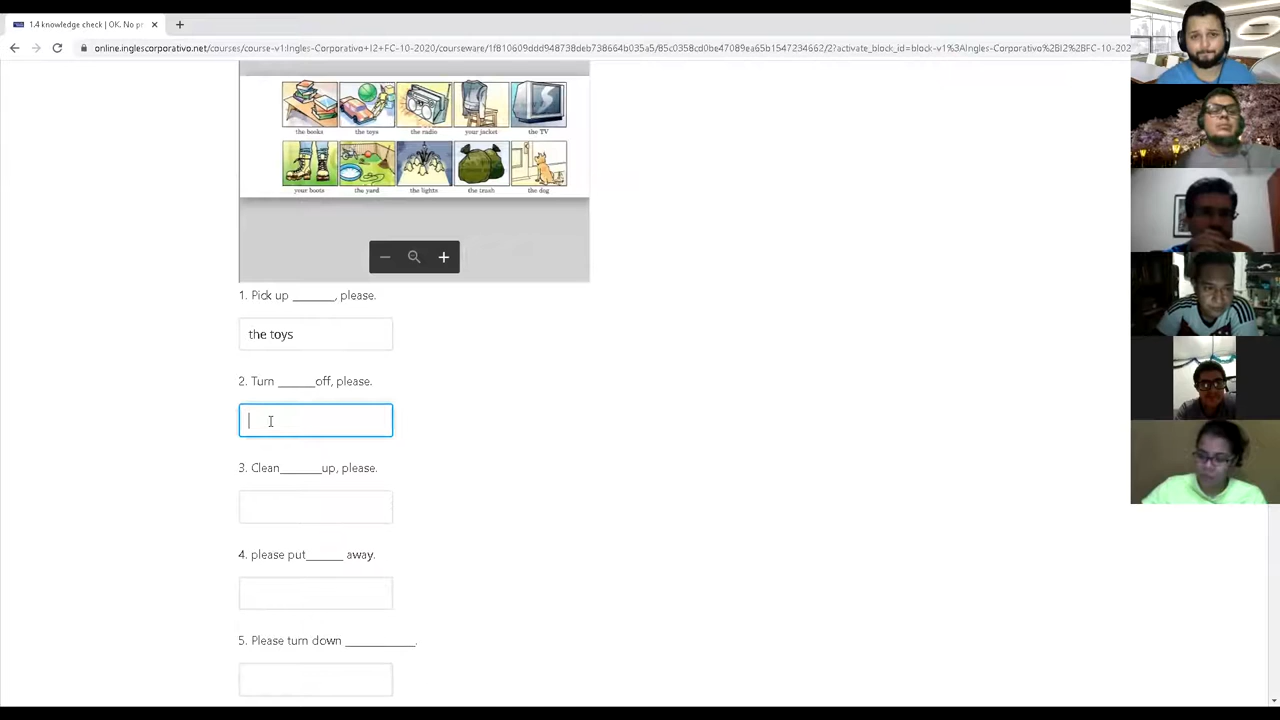 1.4 knowledge check | OK. No pr
online.inglescorporativo.net/courses/course-v1:Ingles-Corporativo+I2+FC-10-2020/courseware/1f810609ddd94a738deb738664b035a5/85c0358cd0be47089ea65b1547234662/2?activate_block_id=block-v1%3AIngles-Corporativo%2BI2%2BFC-10-202
the books the toys the radio your jacket the TV
your boots the yard the lights the trash the dog
1. Pick up _______, please.
the toys
2. Turn ______off, please.
3. Clean_______up, please.
4. please put______ away.
5. Please turn down ___________.